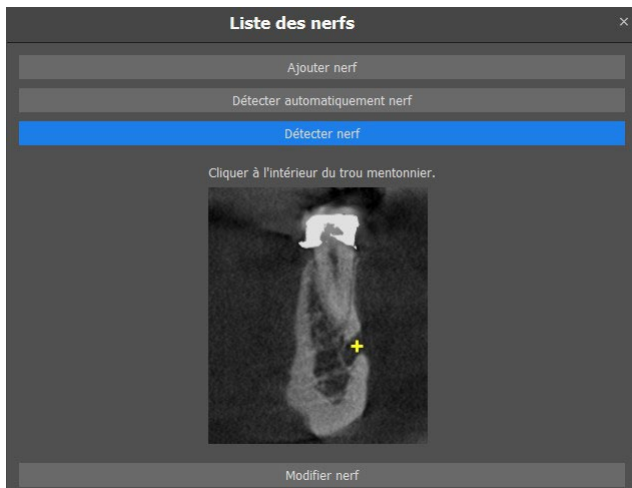 Liste des nerfs
Ajouter nerf
Détecter automatiquement nerf
Détecter nerf
Cliquer à l'intérieur du trou mentonnier.
Modifier nerf